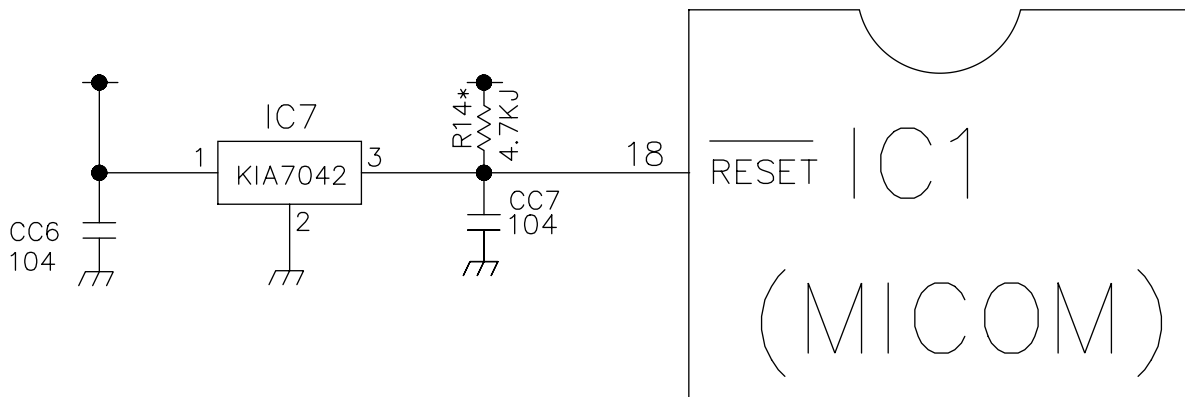 IC7
1
KIA7042
3
2
CC6
104
R14*
4.7KJ
CC7
104
18
RESET
IC1
(MICOM)